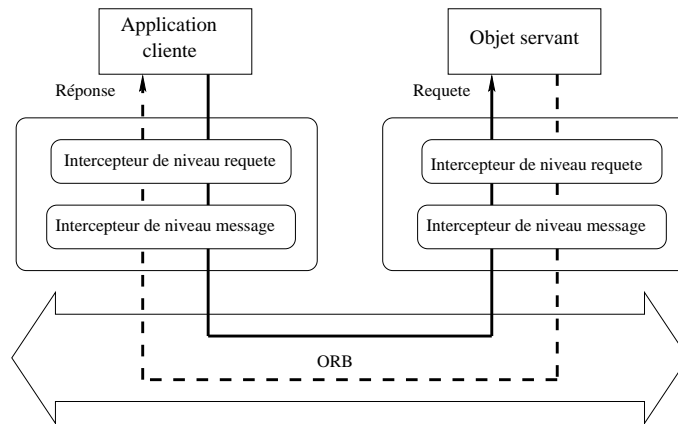 Application
cliente
Objet servant
Réponse
Requete
Intercepteur de niveau requete
Intercepteur de niveau requete
Intercepteur de niveau message
Intercepteur de niveau message
ORB